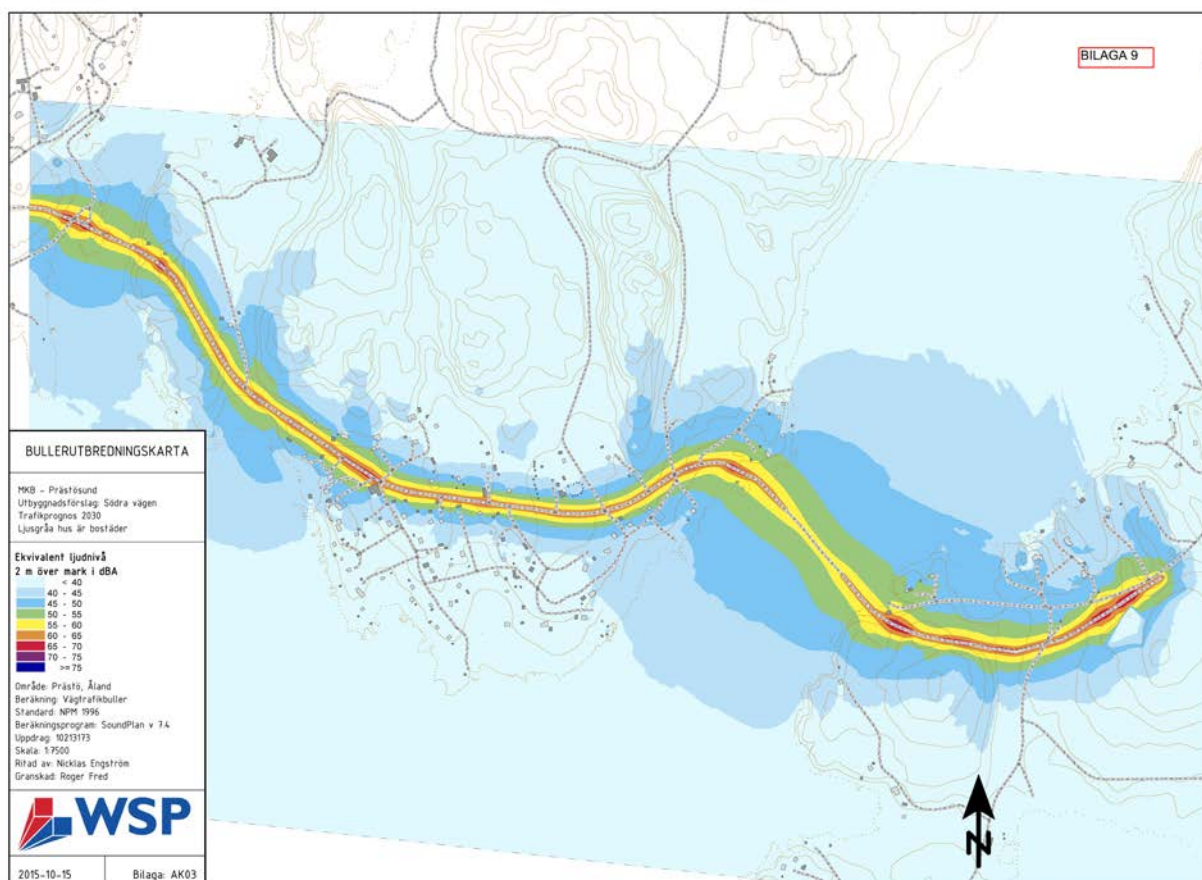 BILAGA 9
BULLERUTBREDNINGSKARTA
MKB - Prästösund
Utbyggnadsförslag: Södra vägen
Trafikprognos 2030
Ljusgråa hus är bostäder
Ekvivalent ljudnivå
2 m över mark i dBA
< 40
40 - 45
45 - 50
50 - 55
55 - 60
60 - 65
65 - 70
70 - 75
>= 75
Område: Prästö, Åland
Beräkning: Vägtrafikbuller
Standard: NPM 1996
Beräkningsprogram: SoundPlan v 7.4
Uppdrag: 10213173
Skala: 1:7500
Ritad av: Nicklas Engström
Granskad: Roger Fred
WSP
2015-10-15 Bilaga: AK03
N